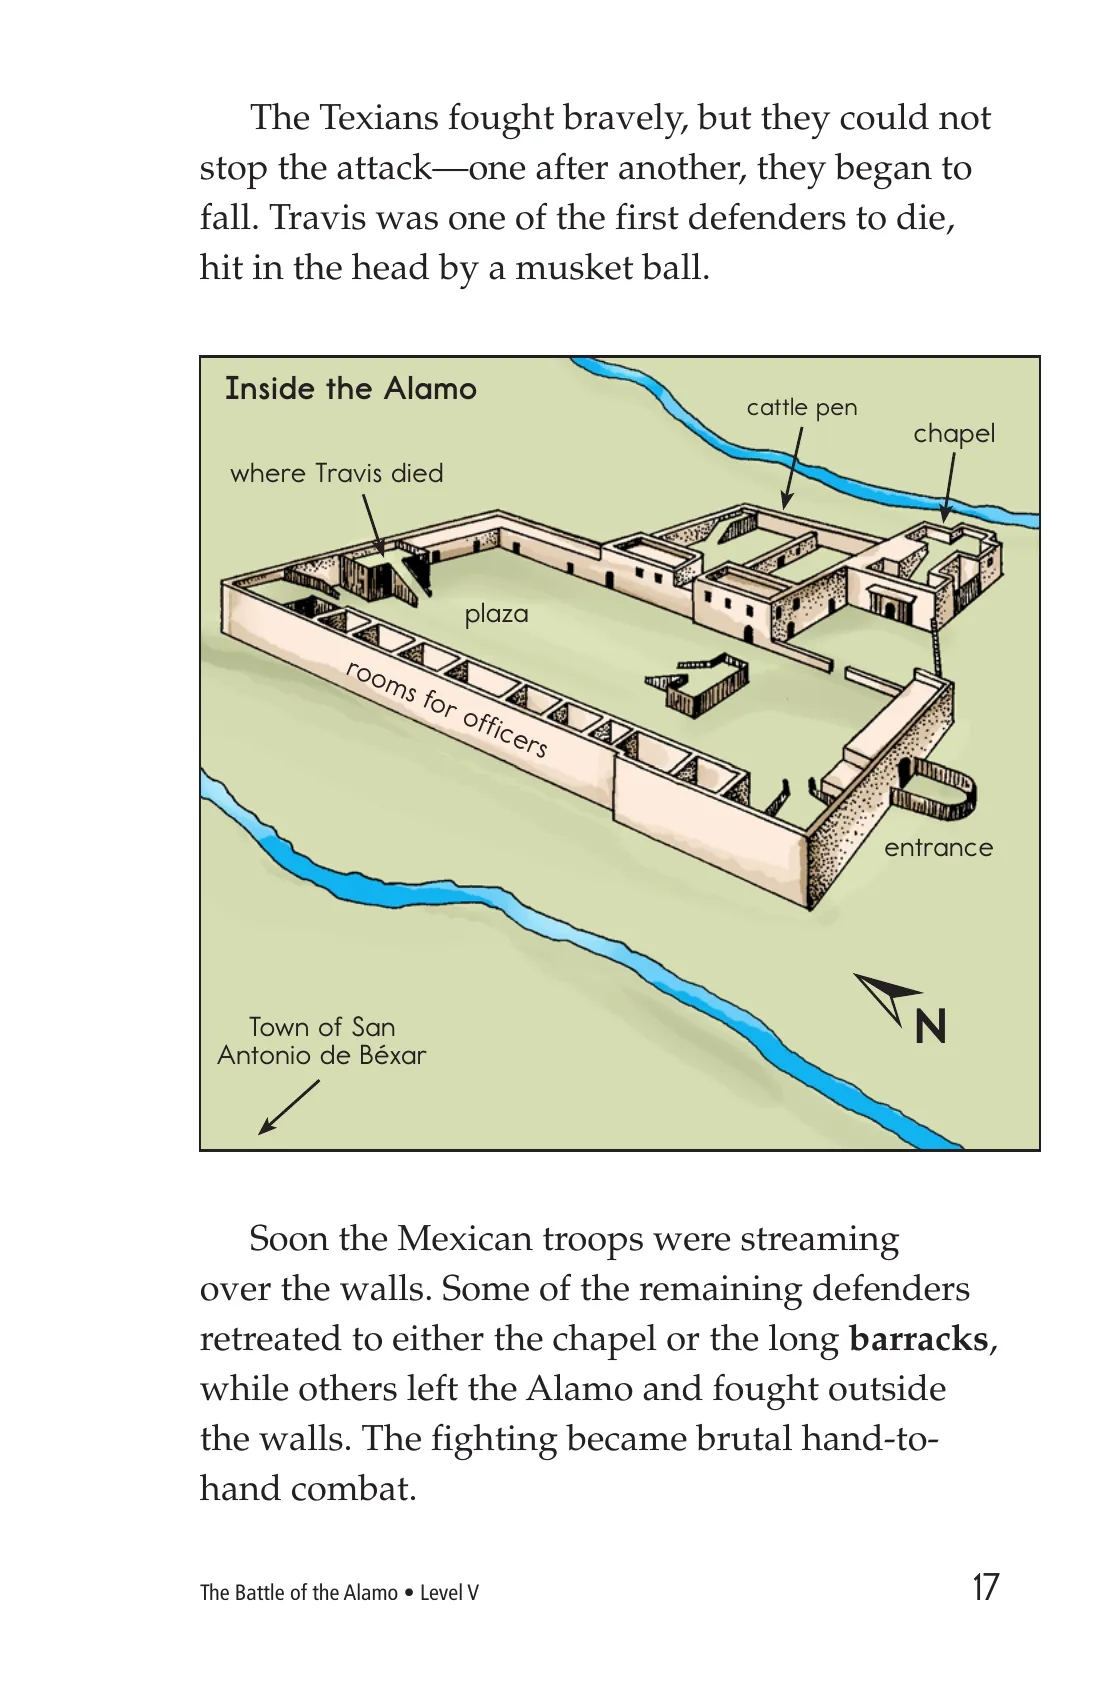 The Texians fought bravely, but they could not
stop the attack—one after another, they began to
fall. Travis was one of the first defenders to die,
hit in the head by a musket ball.
Inside the Alamo
cattle pen
chapel
where Travis died
plaza
rooms for officers
entrance
N
Town of San
Antonio de Béxar
Soon the Mexican troops were streaming
over the walls. Some of the remaining defenders
retreated to either the chapel or the long barracks,
while others left the Alamo and fought outside
the walls. The fighting became brutal hand-to-
hand combat.
The Battle of the Alamo • Level V
17